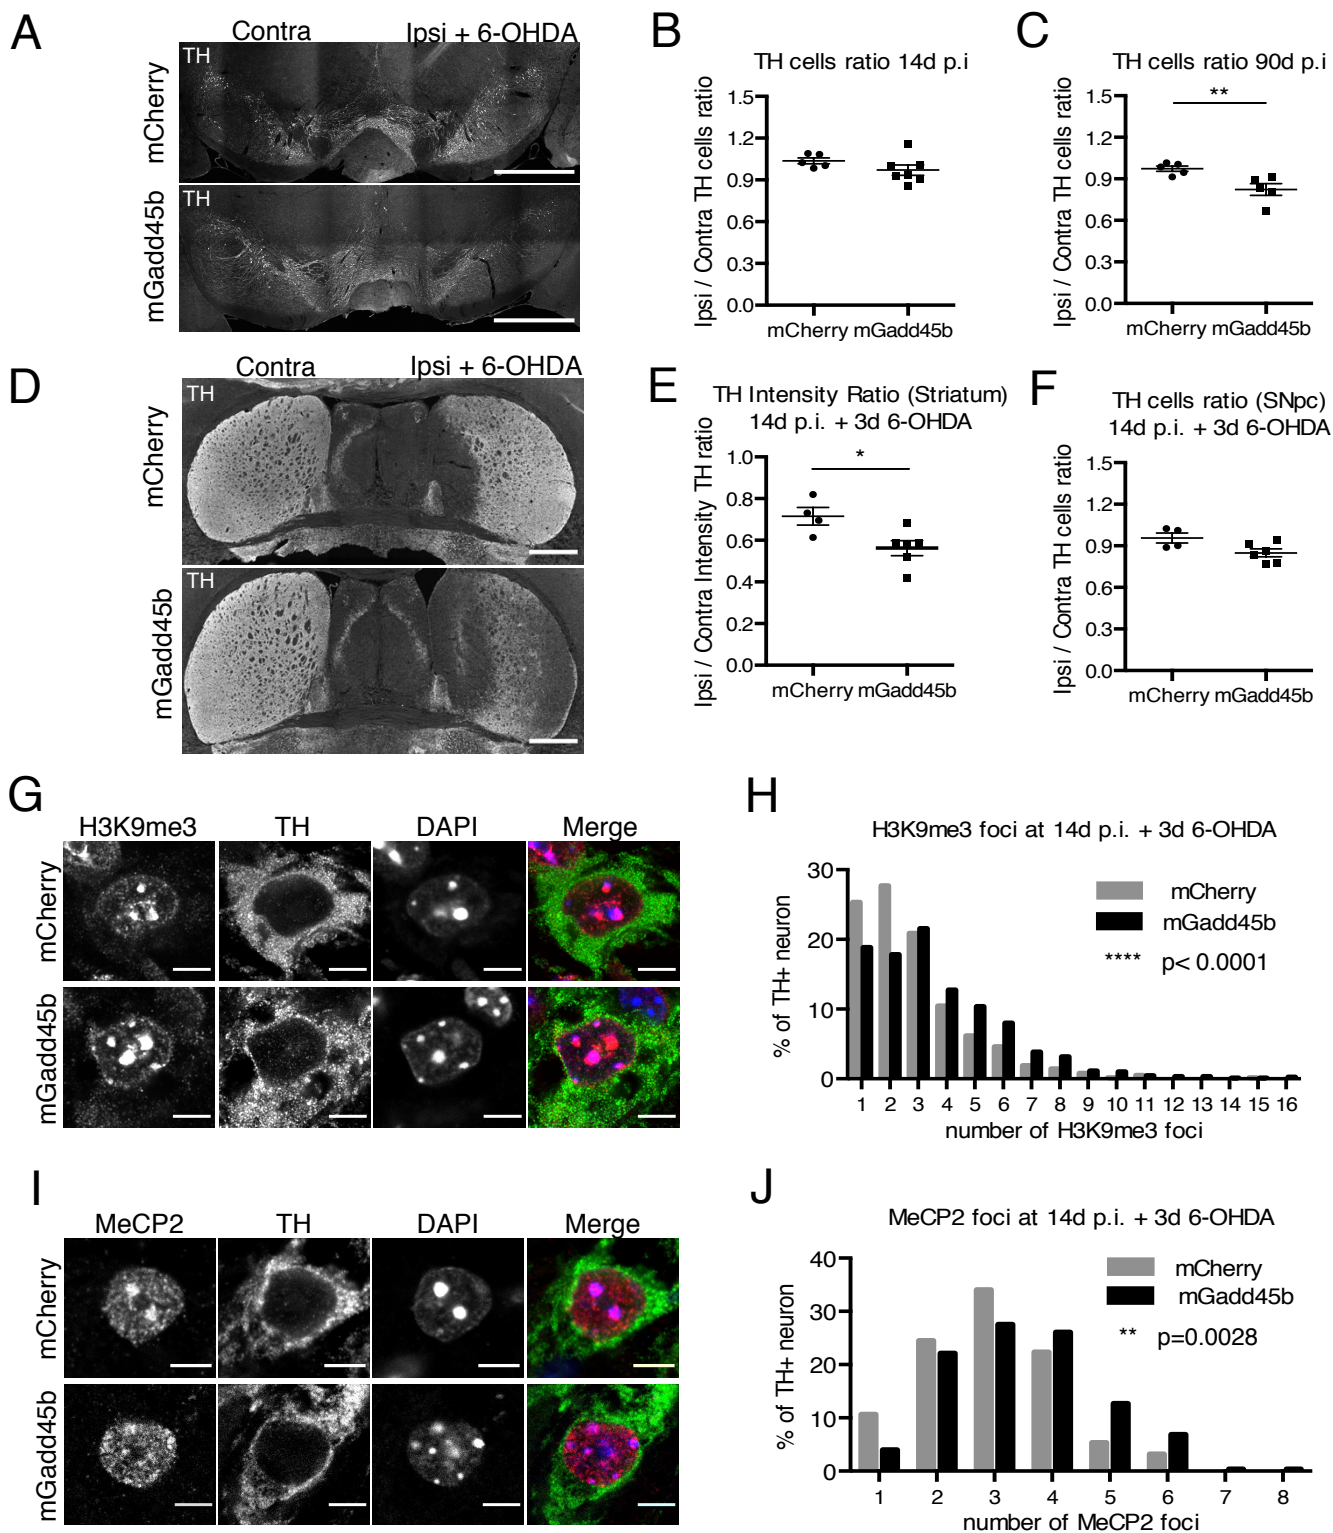 A
Contra
Ipsi + 6-OHDA
mCherry
TH
mGadd45b
TH
B
TH cells ratio 14d p.i
Ipsi / Contra TH cells ratio
1.5
1.2
0.9
0.6
0.3
0.0
mCherry mGadd45b
C
TH cells ratio 90d p.i
Ipsi / Contra TH cells ratio
1.5
1.2
0.9
0.6
0.3
0.0
**
mCherry mGadd45b
D
Contra
Ipsi + 6-OHDA
mCherry
TH
mGadd45b
TH
E
TH Intensity Ratio (Striatum)
14d p.i. + 3d 6-OHDA
Ipsi / Contra Intensity TH ratio
1.0
0.8
0.6
0.4
0.2
0.0
*
mCherry mGadd45b
F
TH cells ratio (SNpc)
14d p.i. + 3d 6-OHDA
Ipsi / Contra TH cells ratio
1.5
1.2
0.9
0.6
0.3
0.0
mCherry mGadd45b
G
H3K9me3 TH DAPI Merge
mCherry
mGadd45b
H
H3K9me3 foci at 14d p.i. + 3d 6-OHDA
% of TH+ neuron
30
20
10
0
mCherry
mGadd45b
**** p< 0.0001
1 2 3 4 5 6 7 8 9 10 11 12 13 14 15 16
number of H3K9me3 foci
I
MeCP2 TH DAPI Merge
mCherry
mGadd45b
J
MeCP2 foci at 14d p.i. + 3d 6-OHDA
% of TH+ neuron
40
30
20
10
0
mCherry
mGadd45b
** p=0.0028
1 2 3 4 5 6 7 8
number of MeCP2 foci